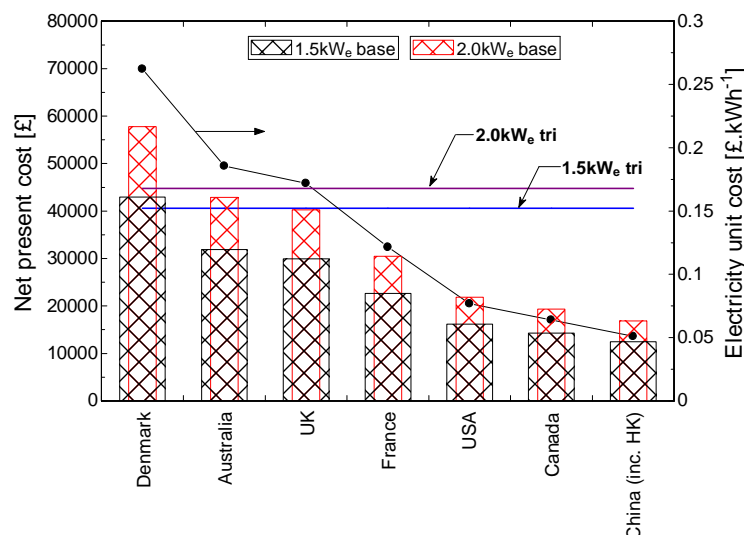 Net present cost [£]
80000
70000
60000
50000
40000
30000
20000
10000
0
1.5kWe base
2.0kWe base
2.0kWe tri
1.5kWe tri
0.3
0.25
0.2
0.15
0.1
0.05
0
Electricity unit cost [£.kWh-1]
Denmark
Australia
UK
France
USA
Canada
China (inc. HK)